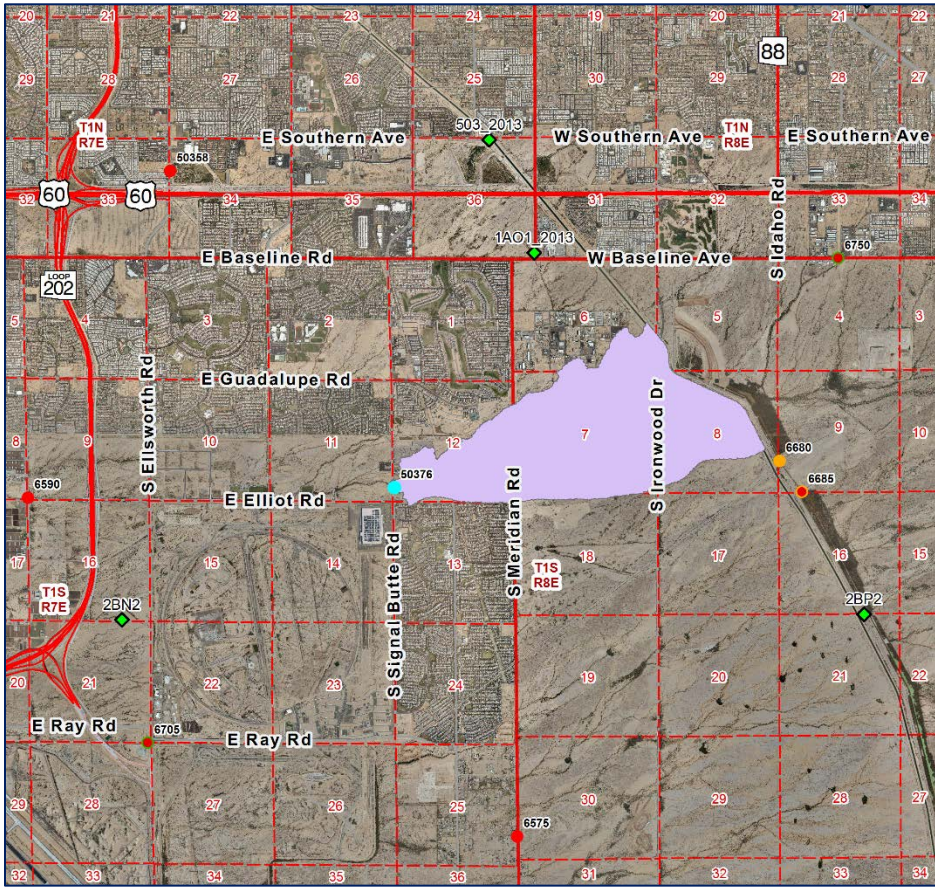 20 21 22 23 24 19 20 21 22
88
29 28 27 26 25 30 29 28 27
T1N
R7E
503_2013
E Southern Ave
W Southern Ave
T1N
R8E
E Southern Ave
50358
60
60
32 33 34 35 36 31 32 33 34
S Idaho Rd
1AO1_2013
6750
E Baseline Rd
W Baseline Ave
LOOP
202
5 4 3 2 1 6 5 4 3
E Guadalupe Rd
S Ellsworth Rd
S Ironwood Dr
8 9 10 11 12 7 8 9 10
6680
50376
6590
6685
E Elliot Rd
S Meridian Rd
S Signal Butte Rd
17 16 15 14 13 18 17 16 15
T1S
R8E
T1S
R7E
2BN2
2BP2
20 21 22 23 24 19 20 21 22
E Ray Rd
6705
E Ray Rd
29 28 27 26 25 30 29 28 27
6575
32 33 34 35 36 31 32 33 34